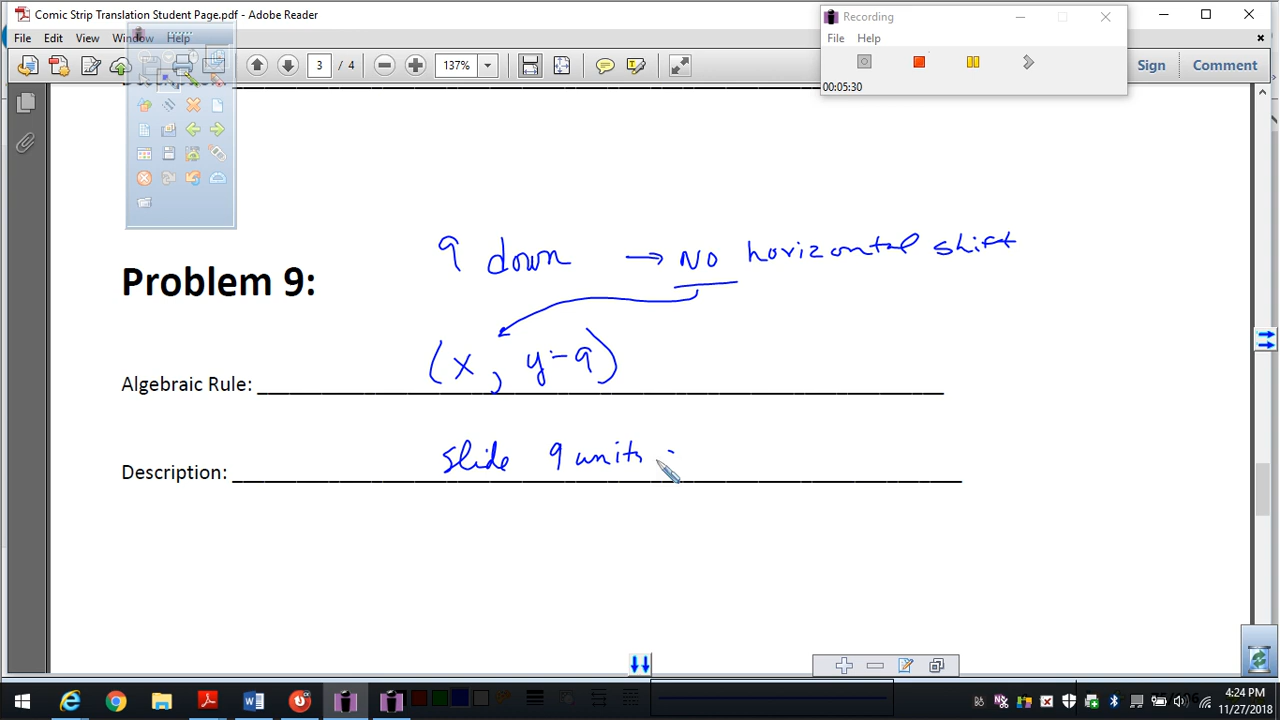 Comic Strip Translation Student Page.pdf - Adobe Reader
File Edit View Window Help
3 / 4 137% Sign Comment
Recording
File Help
00:05:30
9 down → NO horizontal shift
Problem 9:
(x, y-9)
Algebraic Rule:
slide 9 units
Description:
4:24 PM
11/27/2018